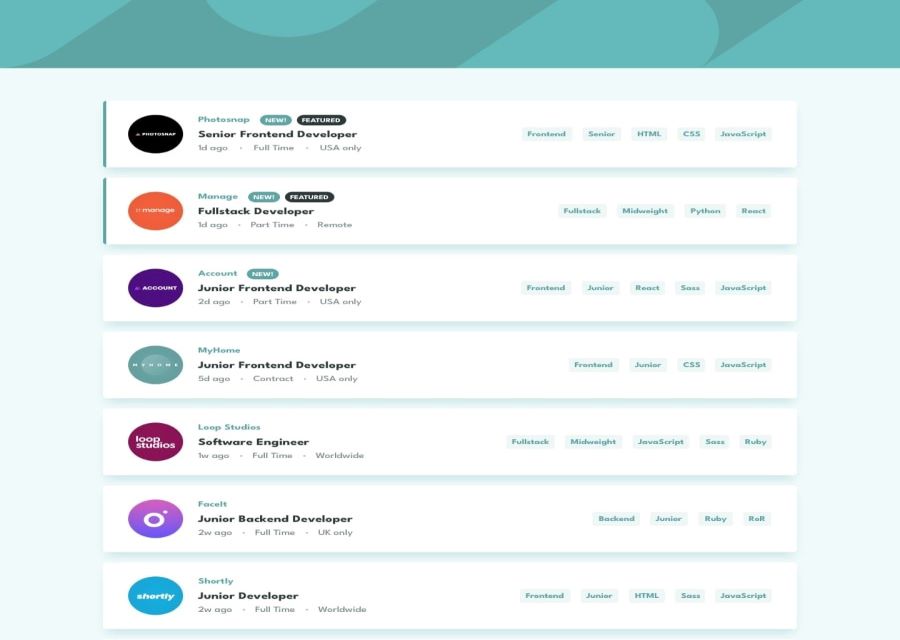 PHOTOSNAP
Photosnap NEW! FEATURED
Senior Frontend Developer
1d ago • Full Time • USA only
Frontend Senior HTML CSS JavaScript
manage
Manage NEW! FEATURED
Fullstack Developer
1d ago • Part Time • Remote
Fullstack Midweight Python React
ACCOUNT
Account NEW!
Junior Frontend Developer
2d ago • Part Time • USA only
Frontend Junior React Sass JavaScript
MYHOME
MyHome
Junior Frontend Developer
5d ago • Contract • USA only
Frontend Junior CSS JavaScript
loop
studios
Loop Studios
Software Engineer
1w ago • Full Time • Worldwide
Fullstack Midweight JavaScript Sass Ruby
FaceIt
Junior Backend Developer
2w ago • Full Time • UK only
Backend Junior Ruby RoR
shortly
Shortly
Junior Developer
2w ago • Full Time • Worldwide
Frontend Junior HTML Sass JavaScript